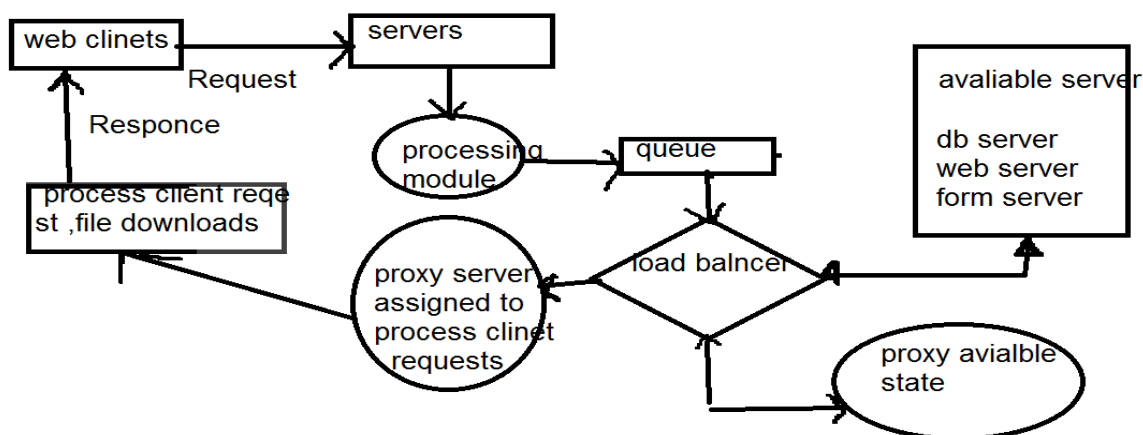 web clinets
servers
Request
Responce
processing
module
queue
avaliable server
db server
web server
form server
process client reqe
st ,file downloads
load balncer
proxy server
assigned to
process clinet
requests
proxy avialble
state